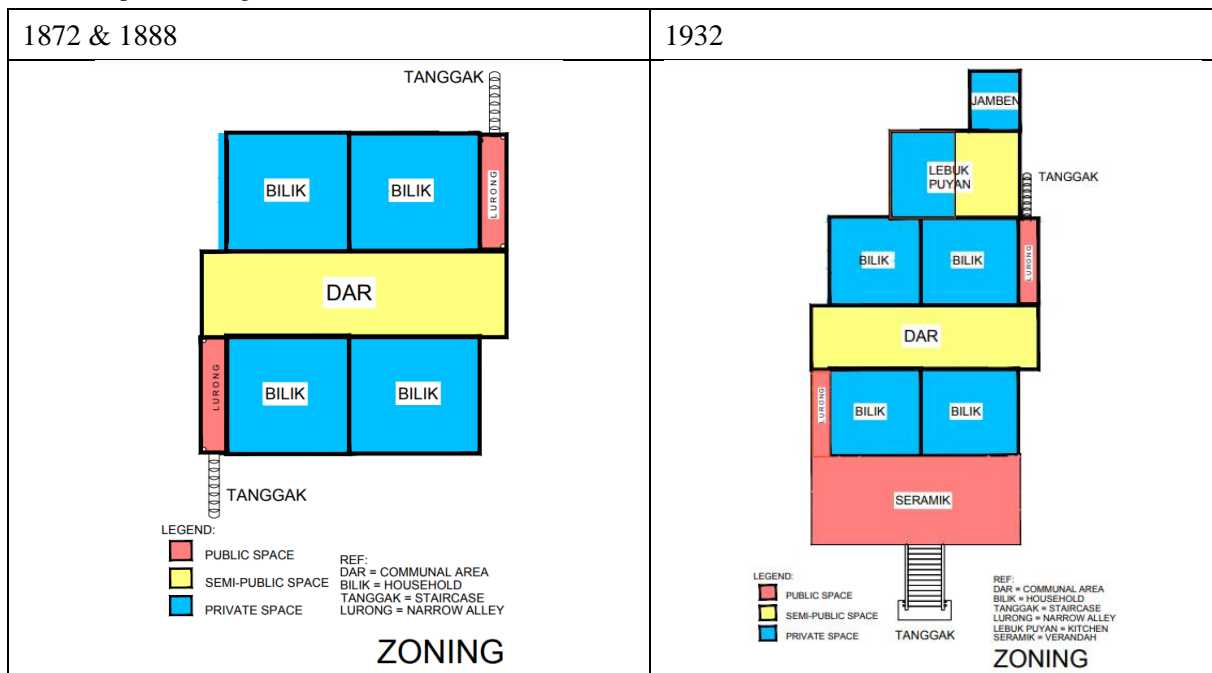 1872 & 1888
1932
TANGGAK
BILIK
BILIK
LURONG
DAR
LURONG
BILIK
BILIK
TANGGAK
LEGEND:
PUBLIC SPACE
SEMI-PUBLIC SPACE
PRIVATE SPACE
REF:
DAR = COMMUNAL AREA
BILIK = HOUSEHOLD
TANGGAK = STAIRCASE
LURONG = NARROW ALLEY
ZONING
JAMBEN
LEBUK
PUYAN
TANGGAK
BILIK
BILIK
LURONG
DAR
LURONG
BILIK
BILIK
SERAMIK
TANGGAK
LEGEND:
PUBLIC SPACE
SEMI-PUBLIC SPACE
PRIVATE SPACE
REF:
DAR = COMMUNAL AREA
BILIK = HOUSEHOLD
TANGGAK = STAIRCASE
LURONG = NARROW ALLEY
LEBUK PUYAN = KITCHEN
SERAMIK = VERANDAH
ZONING